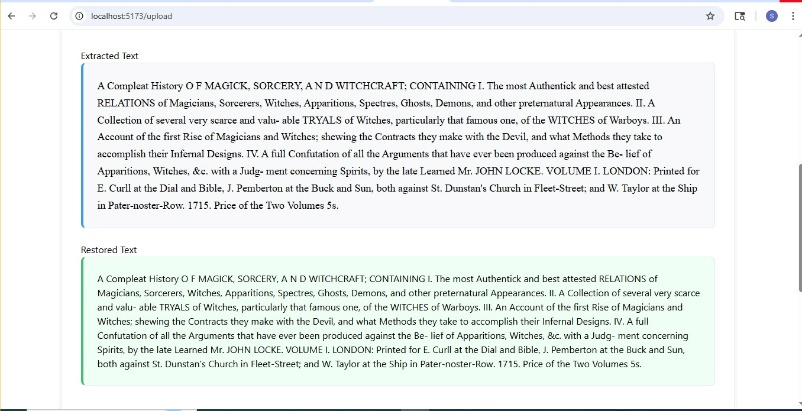 localhost:5173/upload
S
Extracted Text
A Compleat History O F MAGICK, SORCERY, A N D WITCHCRAFT; CONTAINING I. The most Authentick and best attested
RELATIONS of Magicians, Sorcerers, Witches, Apparitions, Spectres, Ghosts, Demons, and other preternatural Appearances. II. A
Collection of several very scarce and valu- able TRYALS of Witches, particularly that famous one, of the WITCHES of Warboys. III. An
Account of the first Rise of Magicians and Witches; shewing the Contracts they make with the Devil, and what Methods they take to
accomplish their Infernal Designs. IV. A full Confutation of all the Arguments that have ever been produced against the Be- lief of
Apparitions, Witches, &c. with a Judg- ment concerning Spirits, by the late Learned Mr. JOHN LOCKE. VOLUME I. LONDON: Printed for
E. Curll at the Dial and Bible, J. Pemberton at the Buck and Sun, both against St. Dunstan's Church in Fleet-Street; and W. Taylor at the Ship
in Pater-noster-Row. 1715. Price of the Two Volumes 5s.
Restored Text
A Compleat History O F MAGICK, SORCERY, A N D WITCHCRAFT; CONTAINING I. The most Authentick and best attested RELATIONS of
Magicians, Sorcerers, Witches, Apparitions, Spectres, Ghosts, Demons, and other preternatural Appearances. II. A Collection of several very scarce
and valu- able TRYALS of Witches, particularly that famous one, of the WITCHES of Warboys. III. An Account of the first Rise of Magicians and
Witches; shewing the Contracts they make with the Devil, and what Methods they take to accomplish their Infernal Designs. IV. A full
Confutation of all the Arguments that have ever been produced against the Be- lief of Apparitions, Witches, &c. with a Judg- ment concerning
Spirits, by the late Learned Mr. JOHN LOCKE. VOLUME I. LONDON: Printed for E. Curll at the Dial and Bible, J. Pemberton at the Buck and Sun,
both against St. Dunstan's Church in Fleet-Street; and W. Taylor at the Ship in Pater-noster-Row. 1715. Price of the Two Volumes 5s.